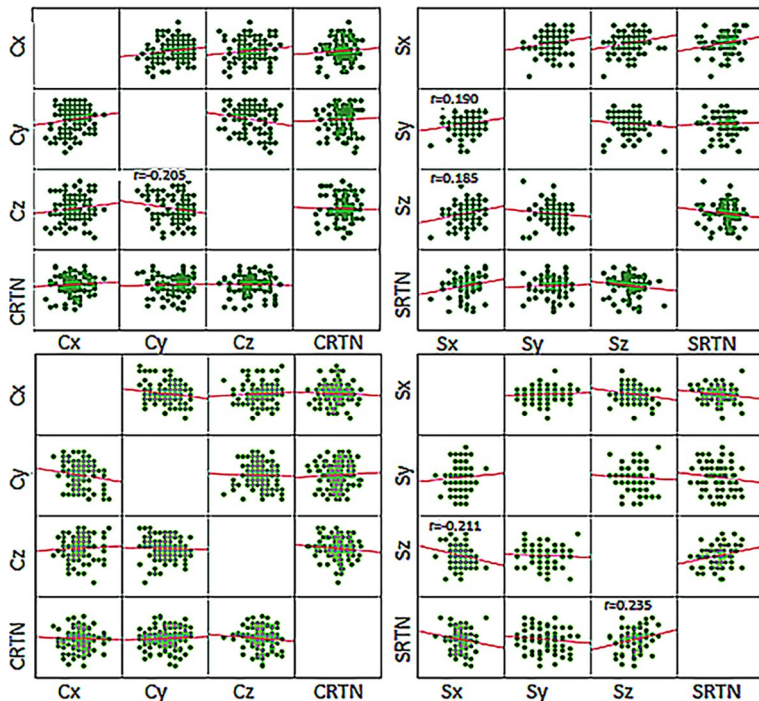 Cx
Sx
r=0.190
Cy
Sy
r=-0.205
r=0.185
Cz
Sz
CRTN
SRTN
Cx Cy Cz CRTN
Sx Sy Sz SRTN
Cx
Sx
Cy
Sy
r=-0.211
Cz
Sz
r=0.235
CRTN
SRTN
Cx Cy Cz CRTN
Sx Sy Sz SRTN